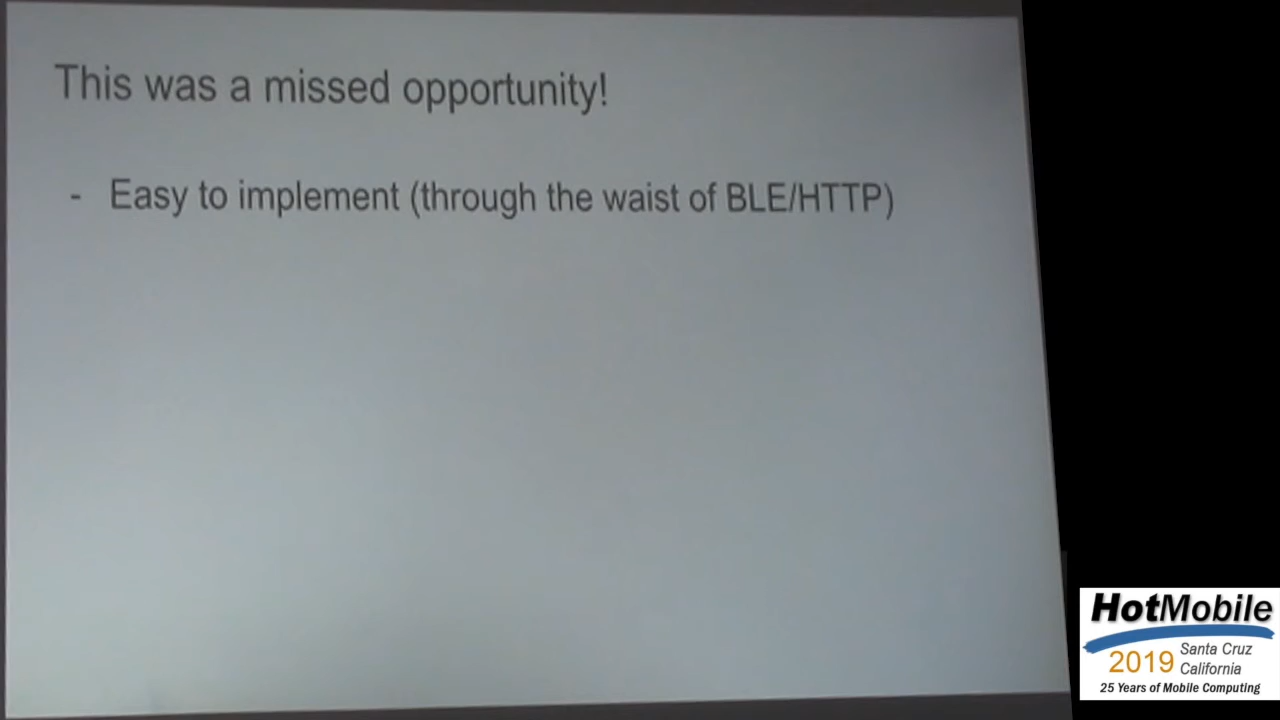 This was a missed opportunity!
- Easy to implement (through the waist of BLE/HTTP)
HotMobile
2019 Santa Cruz
California
25 Years of Mobile Computing